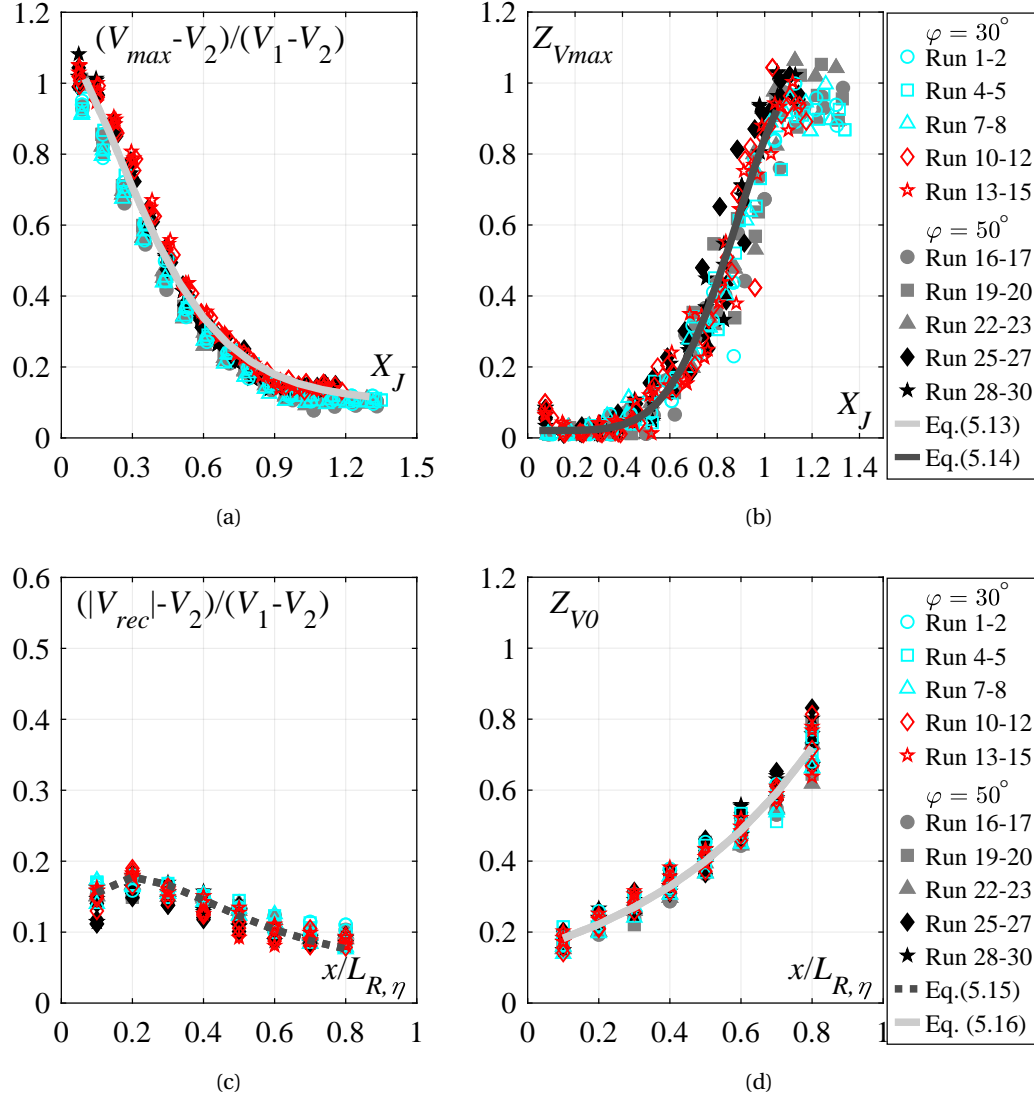 (V_max-V_2)/(V_1-V_2)
1.2
1
0.8
0.6
0.4
0.2
0
X_J
0 0.3 0.6 0.9 1.2 1.5
(a)
Z_Vmax
1.2
1
0.8
0.6
0.4
0.2
0
X_J
0 0.2 0.4 0.6 0.8 1 1.2 1.4
(b)
φ = 30°
Run 1-2
Run 4-5
Run 7-8
Run 10-12
Run 13-15
φ = 50°
Run 16-17
Run 19-20
Run 22-23
Run 25-27
Run 28-30
Eq.(5.13)
Eq.(5.14)
(|V_rec|-V_2)/(V_1-V_2)
0.6
0.5
0.4
0.3
0.2
0.1
0
x/L_R,η
0 0.2 0.4 0.6 0.8 1
(c)
Z_V0
1.2
1
0.8
0.6
0.4
0.2
0
x/L_R,η
0 0.2 0.4 0.6 0.8 1
(d)
φ = 30°
Run 1-2
Run 4-5
Run 7-8
Run 10-12
Run 13-15
φ = 50°
Run 16-17
Run 19-20
Run 22-23
Run 25-27
Run 28-30
Eq.(5.15)
Eq. (5.16)